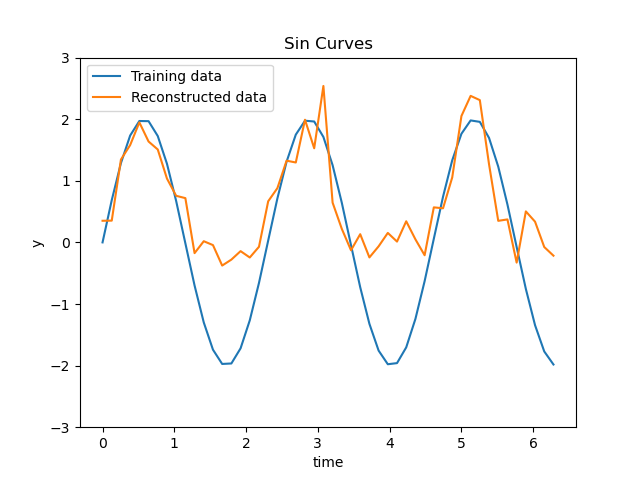 Sin Curves
Training data
Reconstructed data
3
2
1
0
−1
−2
−3
y
0 1 2 3 4 5 6
time